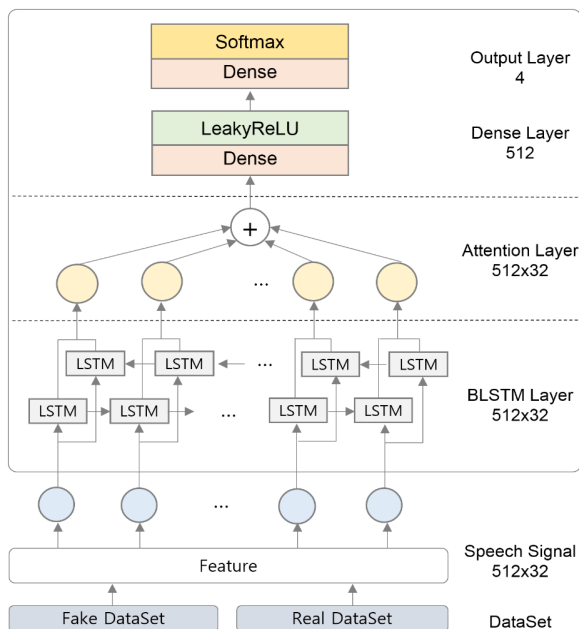 Softmax
Dense
Output Layer
4
LeakyReLU
Dense
Dense Layer
512
+
Attention Layer
512x32
...
LSTM
LSTM
...
LSTM
LSTM
LSTM
LSTM
...
LSTM
LSTM
BLSTM Layer
512x32
...
Feature
Speech Signal
512x32
Fake DataSet
Real DataSet
DataSet